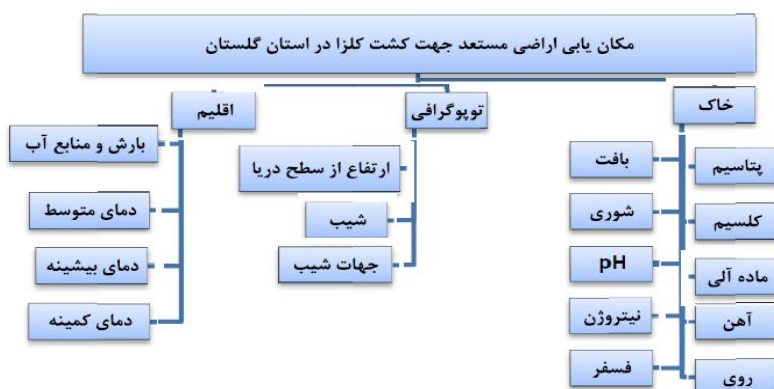 مکان یابی اراضی مستعد جهت کشت کلزا در استان گلستان
خاک
توپوگرافی
اقلیم
پتاسیم
کلسیم
ماده آلی
آهن
روی
بافت
شوری
pH
نیتروژن
فسفر
ارتفاع از سطح دریا
شیب
جهات شیب
بارش و منابع آب
دمای متوسط
دمای بیشینه
دمای کمینه